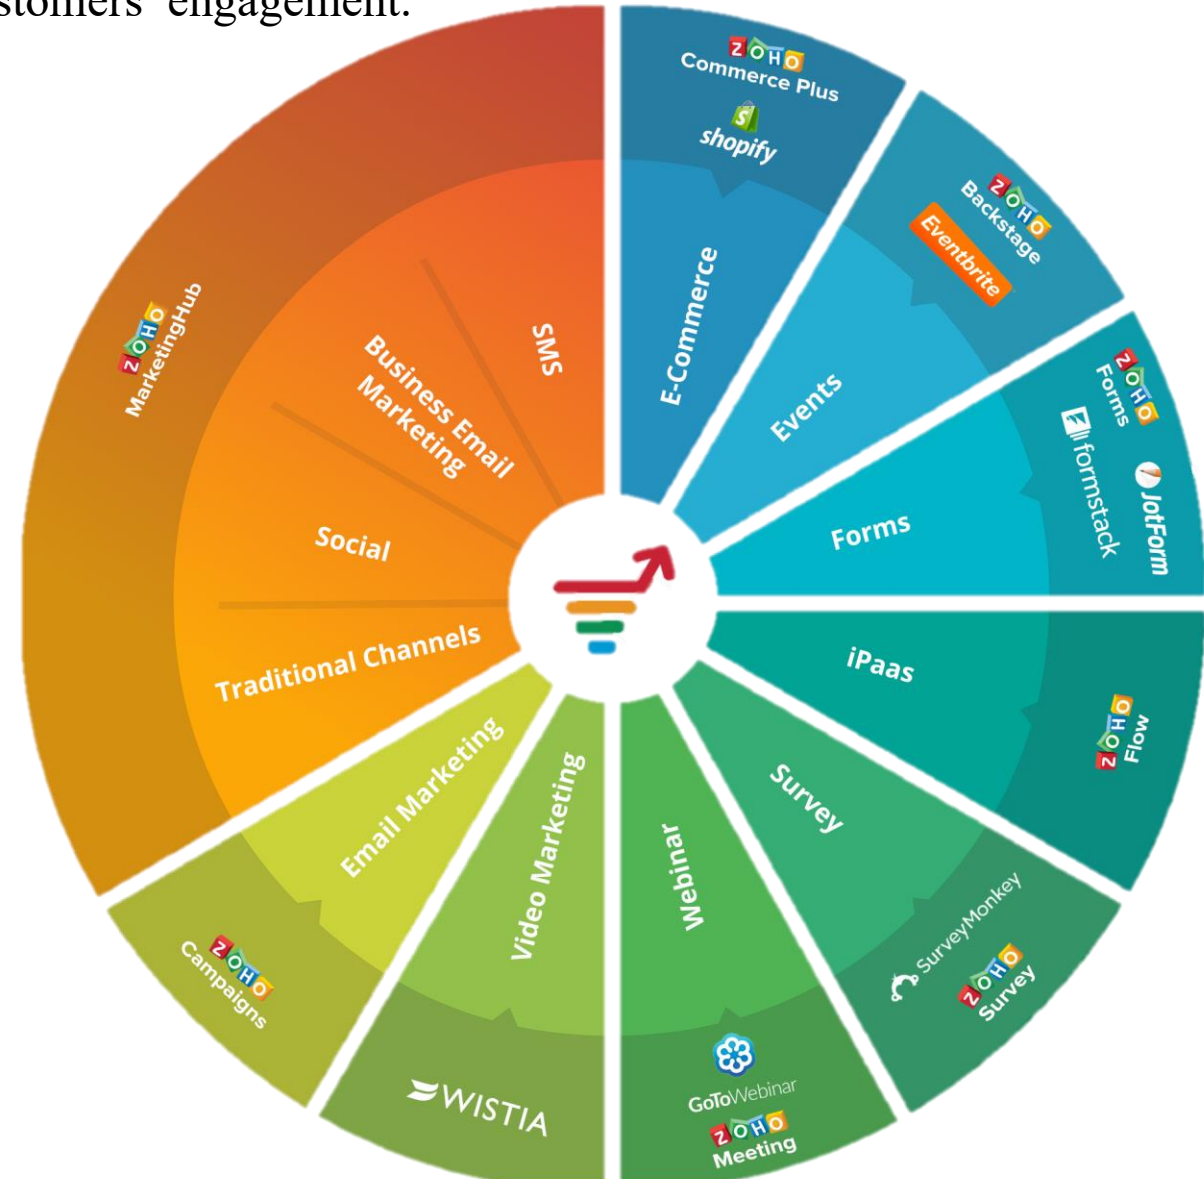 stomers' engagement.
ZOHO
Commerce Plus
shopify
E-Commerce
ZOHO
Backstage
Eventbrite
Events
ZOHO
Forms
formstack
JotForm
Forms
iPaas
ZOHO
Flow
Survey
SurveyMonkey
ZOHO
Survey
Webinar
GoToWebinar
ZOHO
Meeting
Video Marketing
WISTIA
Email Marketing
ZOHO
Campaigns
Traditional Channels
Social
Business Email
Marketing
SMS
ZOHO
MarketingHub